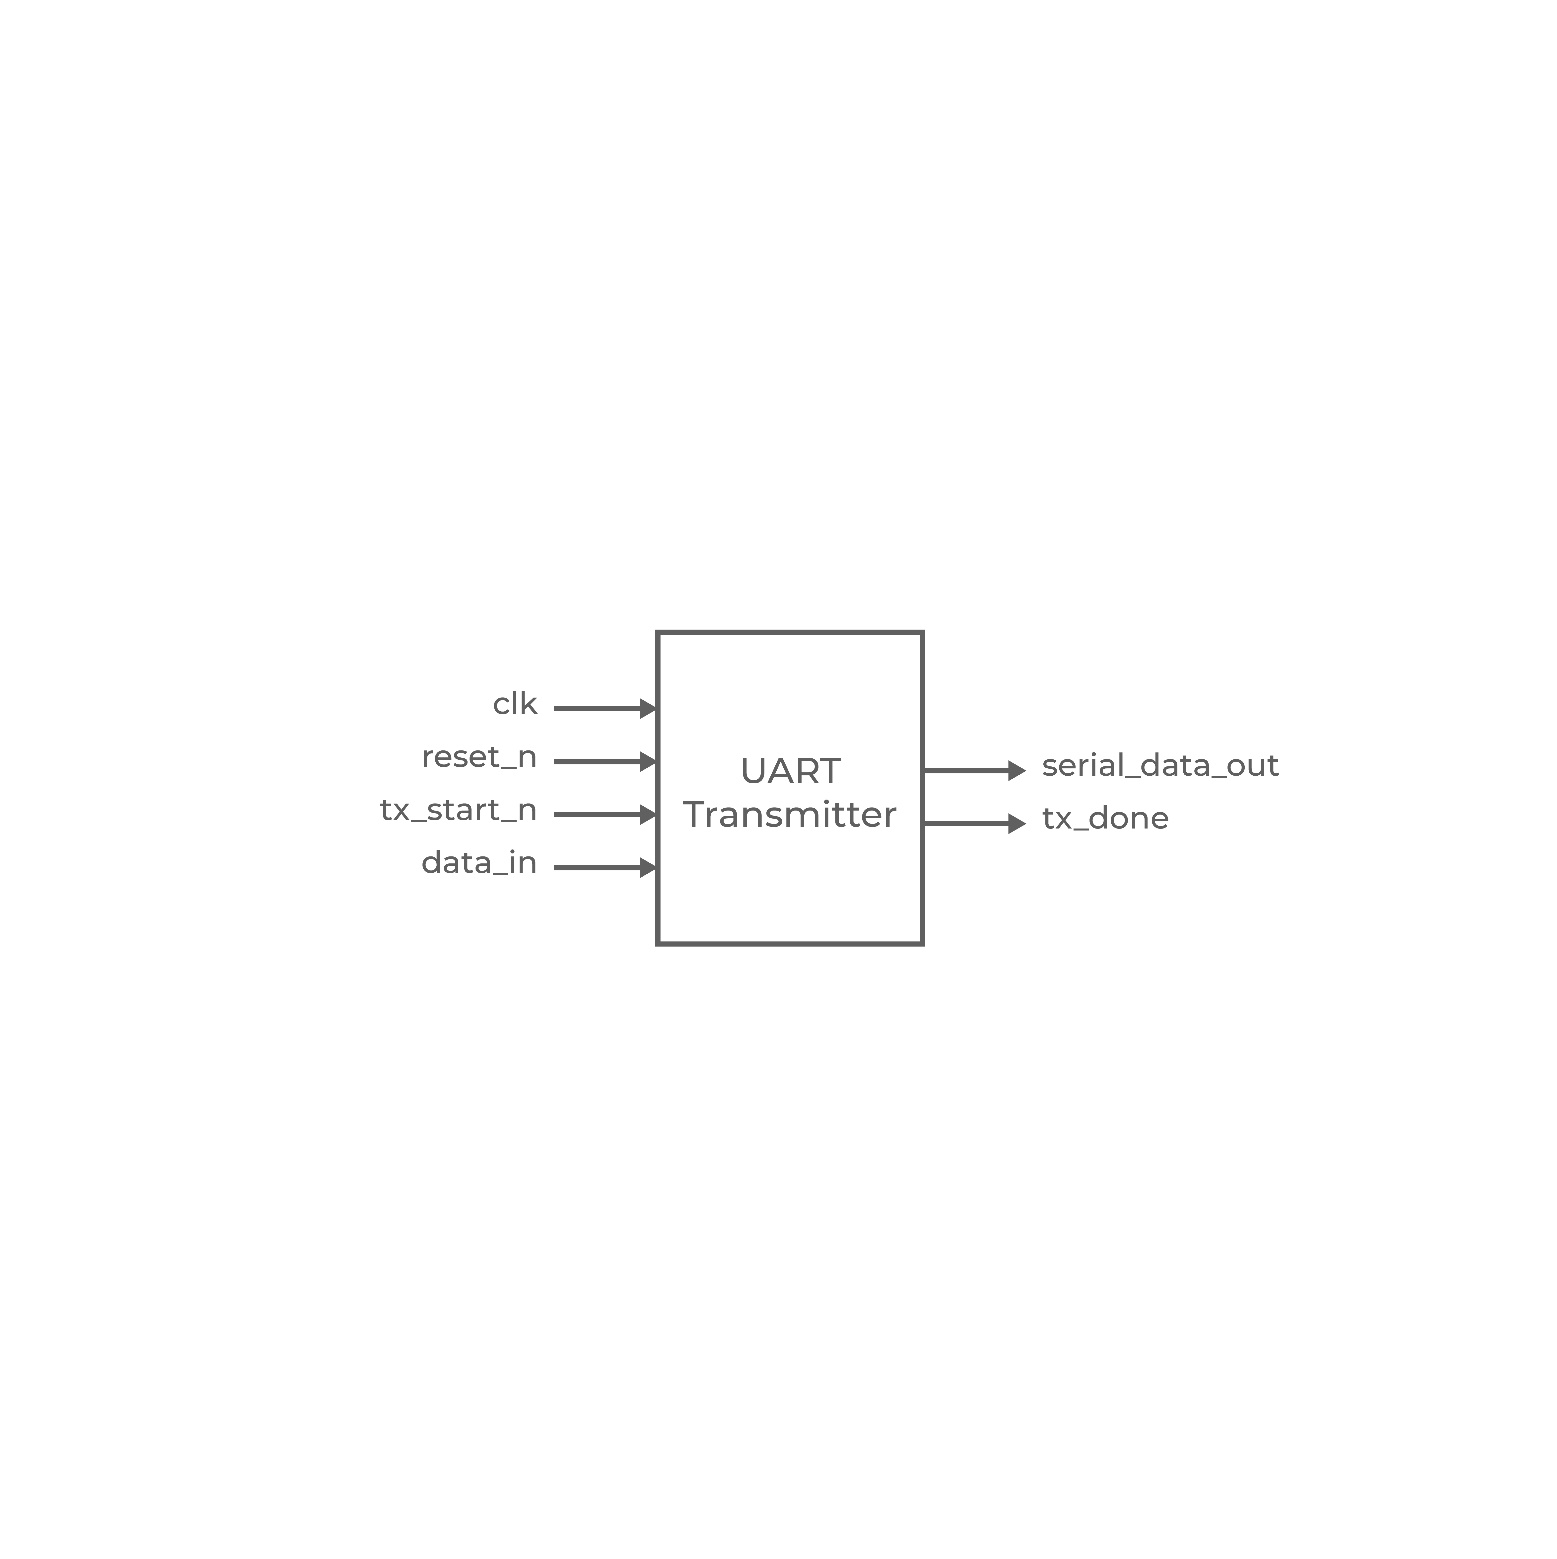 clk
reset_n
tx_start_n
data_in
UART
Transmitter
serial_data_out
tx_done